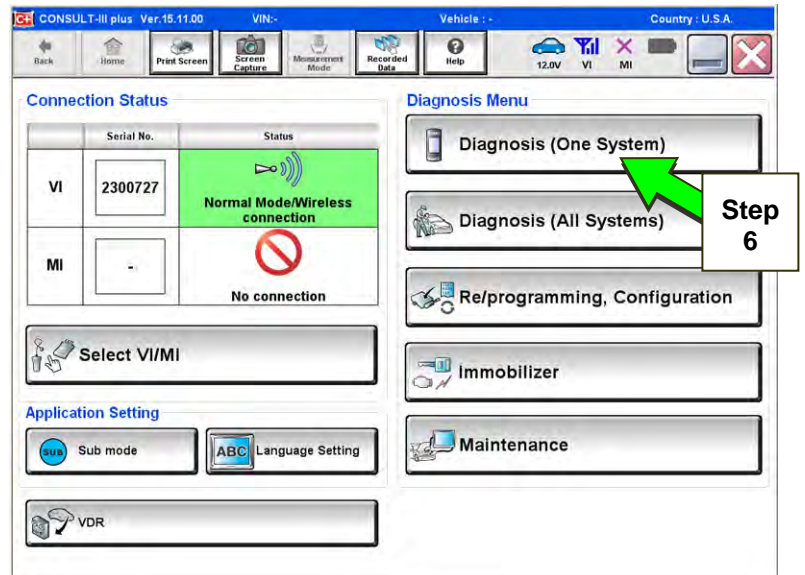 C+ CONSULT-III plus Ver.15.11.00 VIN:- Vehicle : - Country : U.S.A.
Back
Home
Print Screen
Screen
Capture
Measurement
Mode
Recorded
Data
Help
12.0V
VI
MI
Connection Status
Serial No. Status
VI
2300727
Normal Mode/Wireless
connection
MI
-
No connection
Select VI/MI
Application Setting
SUB
Sub mode
ABC
Language Setting
VDR
Diagnosis Menu
Diagnosis (One System)
Step
6
Diagnosis (All Systems)
Re/programming, Configuration
Immobilizer
Maintenance